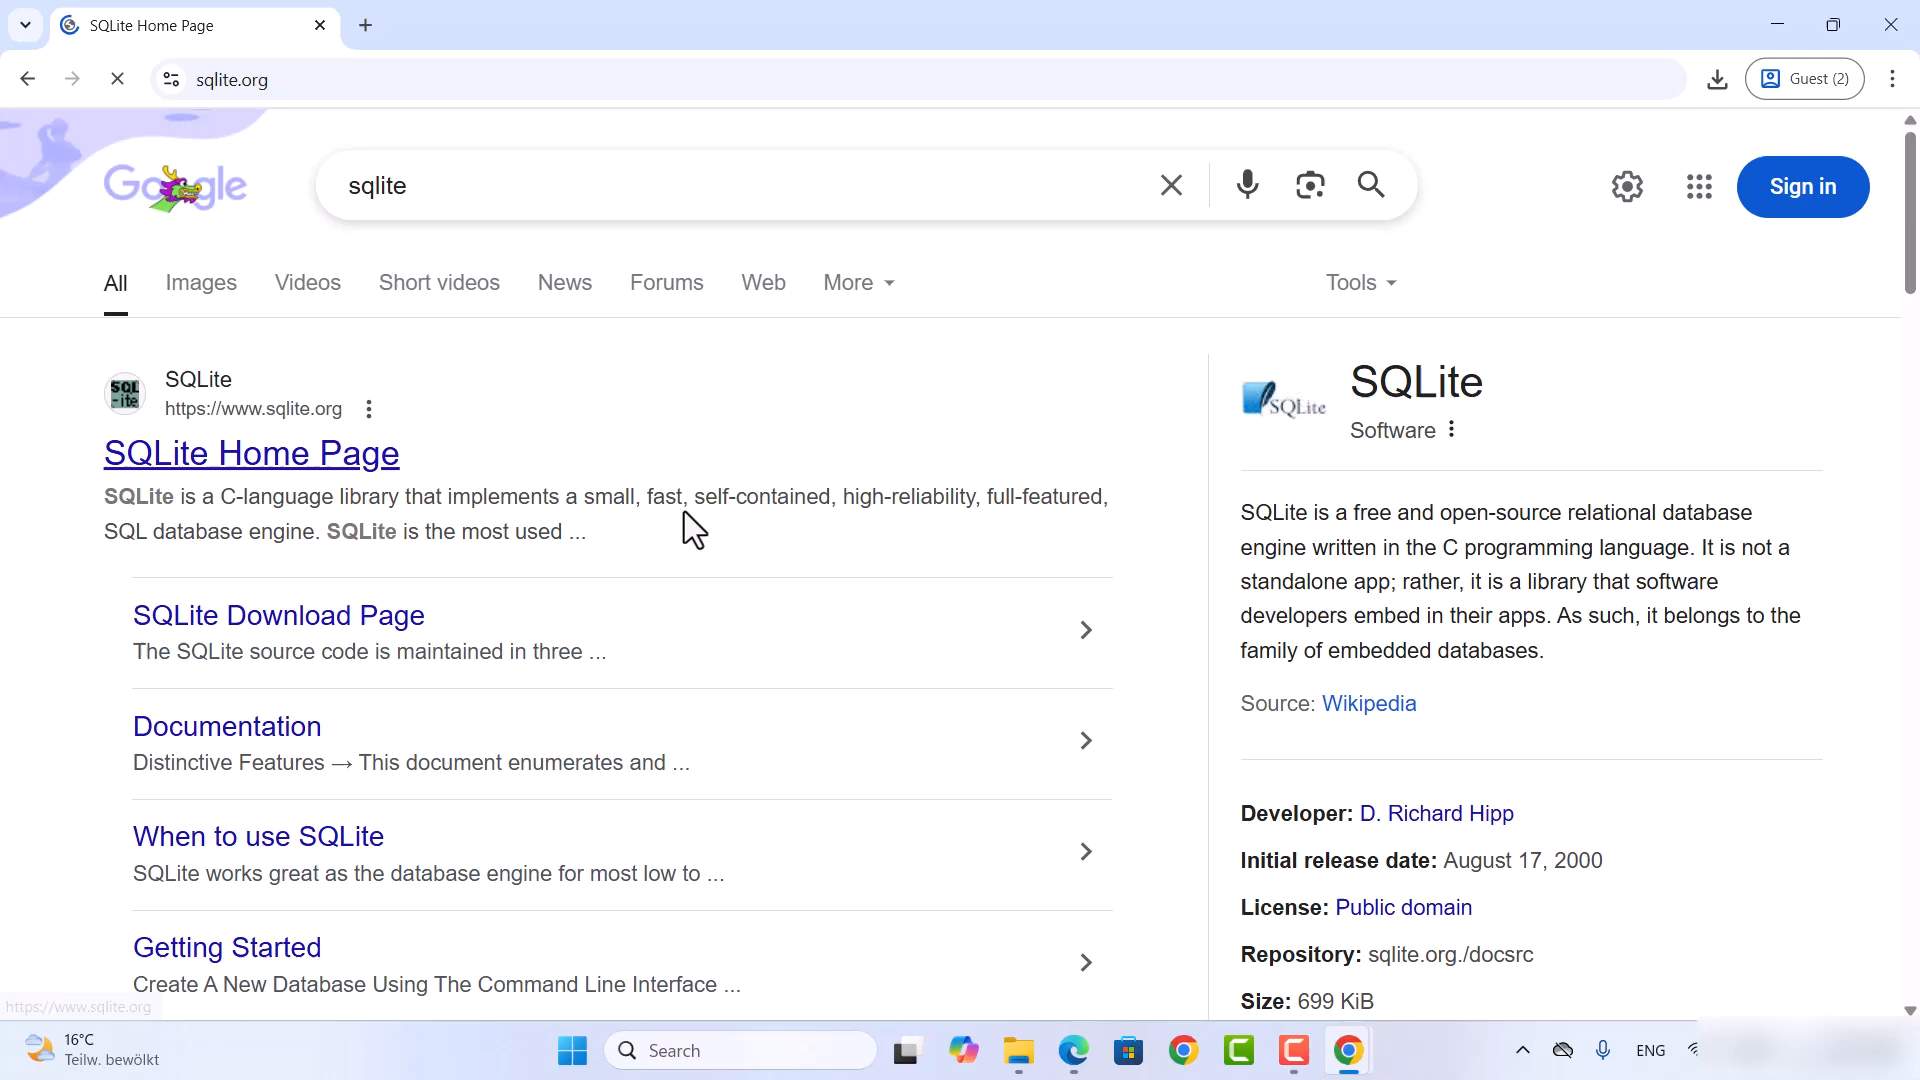 SQLite Home Page
sqlite.org
Guest (2)
Google
sqlite
Sign in
All
Images
Videos
Short videos
News
Forums
Web
More
Tools
SQL
-ite
SQLite
https://www.sqlite.org
SQLite Home Page
SQLite is a C-language library that implements a small, fast, self-contained, high-reliability, full-featured,
SQL database engine. SQLite is the most used ...
SQLite Download Page
The SQLite source code is maintained in three ...
Documentation
Distinctive Features → This document enumerates and ...
When to use SQLite
SQLite works great as the database engine for most low to ...
Getting Started
Create A New Database Using The Command Line Interface ...
SQLite
SQLite
Software
SQLite is a free and open-source relational database
engine written in the C programming language. It is not a
standalone app; rather, it is a library that software
developers embed in their apps. As such, it belongs to the
family of embedded databases.
Source: Wikipedia
Developer: D. Richard Hipp
Initial release date: August 17, 2000
License: Public domain
Repository: sqlite.org./docsrc
Size: 699 KiB
https://www.sqlite.org
16°C
Teilw. bewölkt
Search
ENG